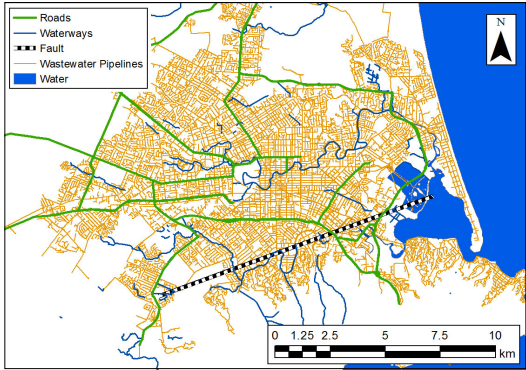 Roads
Waterways
Fault
Wastewater Pipelines
Water
N
0 1.25 2.5 5 7.5 10
km